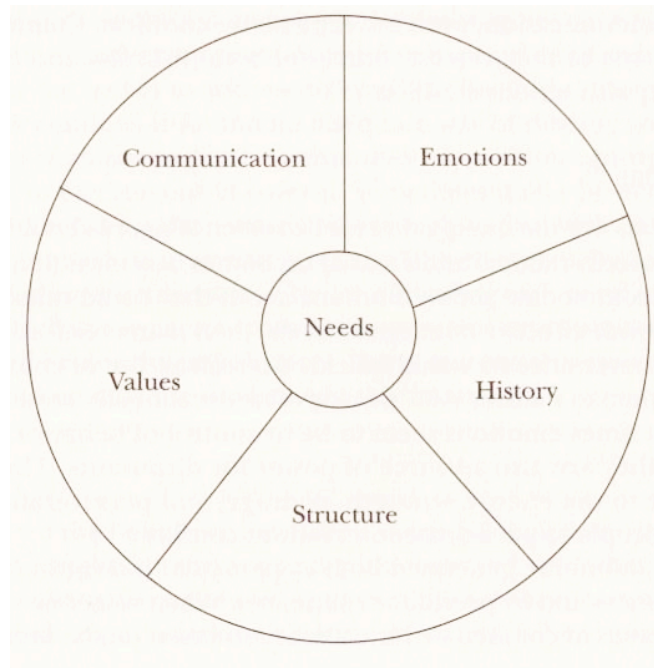 Communication
Emotions
Needs
Values
History
Structure